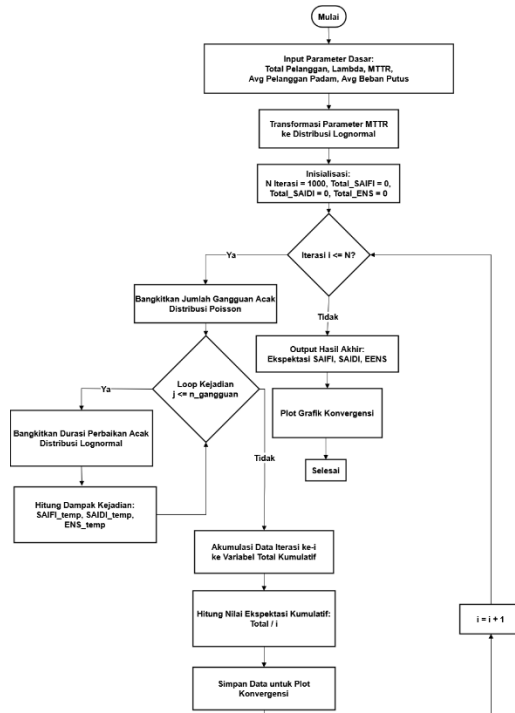 Mulai
Input Parameter Dasar:
Total Pelanggan, Lambda, MTTR,
Avg Pelanggan Padam, Avg Beban Putus
Transformasi Parameter MTTR
ke Distribusi Lognormal
Inisialisasi:
N Iterasi = 1000, Total_SAIFI = 0,
Total_SAIDI = 0, Total_ENS = 0
Iterasi i <= N?
Ya
Bangkitkan Jumlah Gangguan Acak
Distribusi Poisson
Tidak
Output Hasil Akhir:
Ekspektasi SAIFI, SAIDI, EENS
Loop Kejadian
j <= n_gangguan
Ya
Plot Grafik Konvergensi
Bangkitkan Durasi Perbaikan Acak
Distribusi Lognormal
Tidak
Selesai
Hitung Dampak Kejadian:
SAIFI_temp, SAIDI_temp,
ENS_temp
Akumulasi Data Iterasi ke-i
ke Variabel Total Kumulatif
Hitung Nilai Ekspektasi Kumulatif:
Total / i
i = i + 1
Simpan Data untuk Plot
Konvergensi